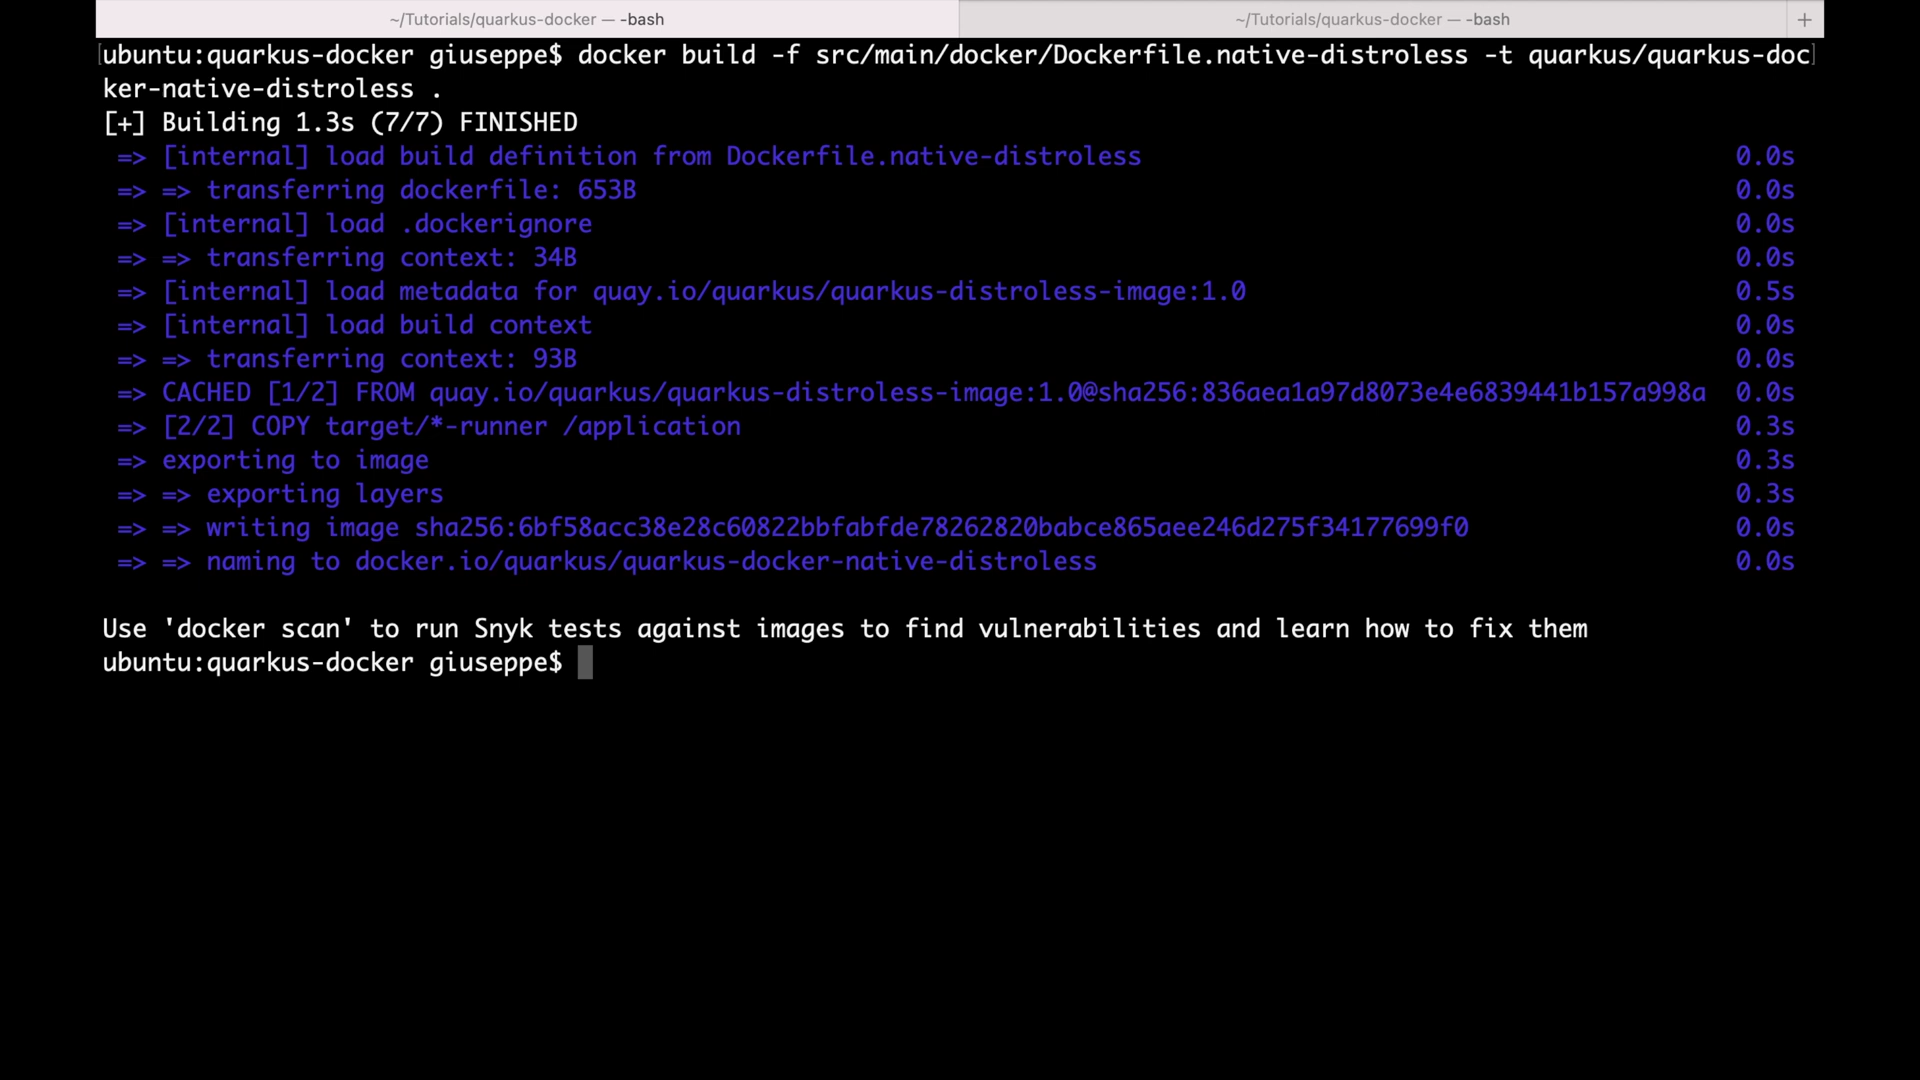 ~/Tutorials/quarkus-docker — -bash
~/Tutorials/quarkus-docker — -bash
+
[ubuntu:quarkus-docker giuseppe$ docker build -f src/main/docker/Dockerfile.native-distroless -t quarkus/quarkus-doc]
ker-native-distroless .
[+] Building 1.3s (7/7) FINISHED
=> [internal] load build definition from Dockerfile.native-distroless 0.0s
=> => transferring dockerfile: 653B 0.0s
=> [internal] load .dockerignore 0.0s
=> => transferring context: 34B 0.0s
=> [internal] load metadata for quay.io/quarkus/quarkus-distroless-image:1.0 0.5s
=> [internal] load build context 0.0s
=> => transferring context: 93B 0.0s
=> CACHED [1/2] FROM quay.io/quarkus/quarkus-distroless-image:1.0@sha256:836aea1a97d8073e4e6839441b157a998a 0.0s
=> [2/2] COPY target/*-runner /application 0.3s
=> exporting to image 0.3s
=> => exporting layers 0.3s
=> => writing image sha256:6bf58acc38e28c60822bbfabfde78262820babce865aee246d275f34177699f0 0.0s
=> => naming to docker.io/quarkus/quarkus-docker-native-distroless 0.0s
Use 'docker scan' to run Snyk tests against images to find vulnerabilities and learn how to fix them
ubuntu:quarkus-docker giuseppe$